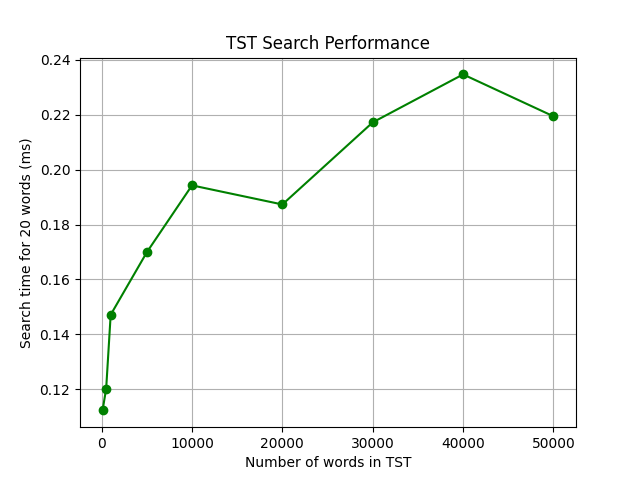 TST Search Performance
0.24
0.22
0.20
0.18
0.16
0.14
0.12
Search time for 20 words (ms)
0 10000 20000 30000 40000 50000
Number of words in TST